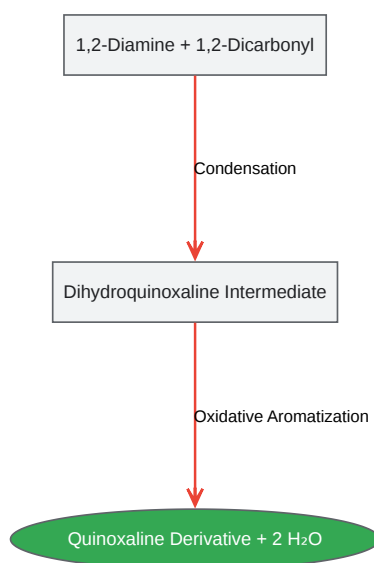 1,2-Diamine + 1,2-Dicarbonyl
Condensation
Dihydroquinoxaline Intermediate
Oxidative Aromatization
Quinoxaline Derivative + 2 H₂O